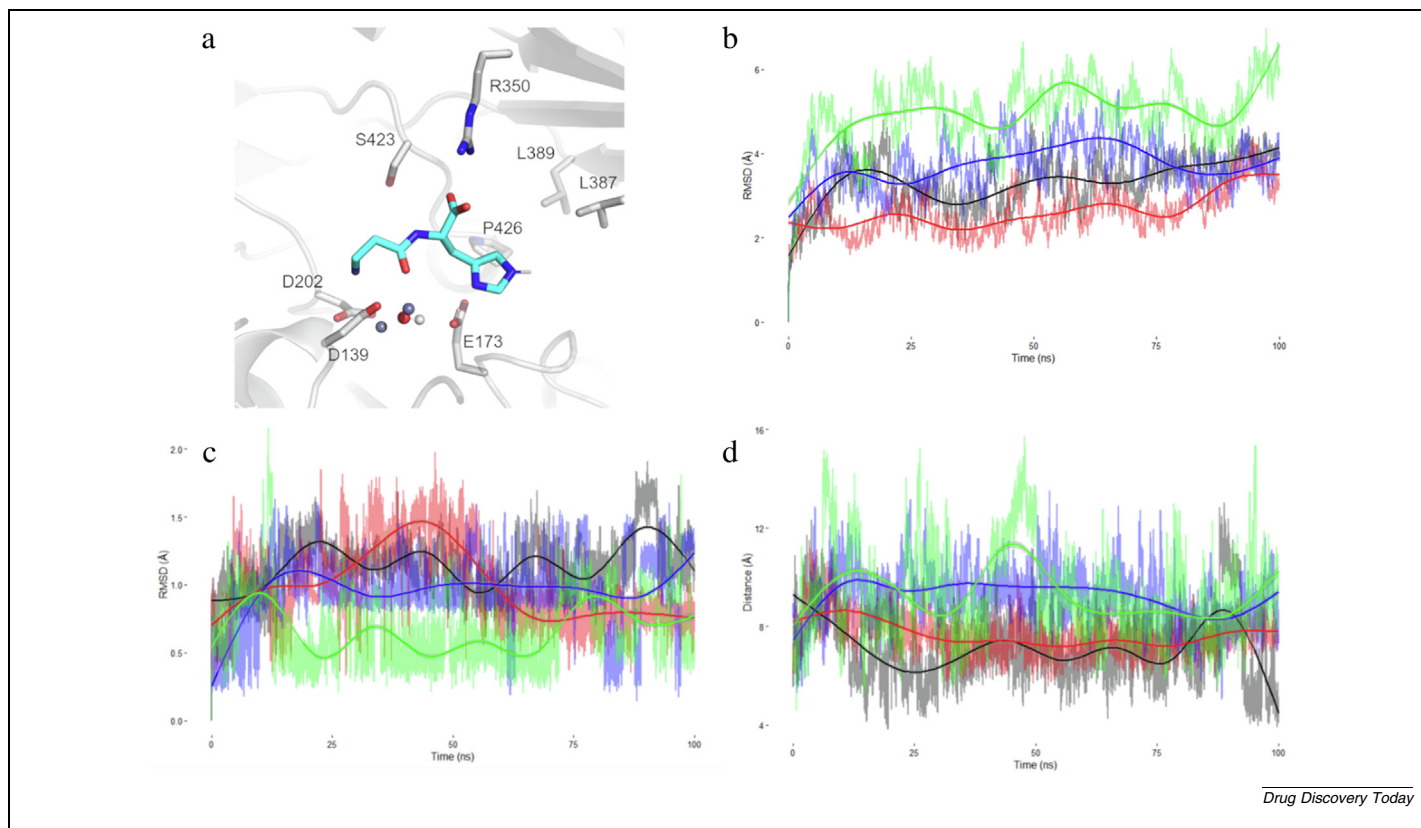 a
R350
S423
L389
L387
P426
D202
D139
E173
b
6
4
2
0
RMSD (Å)
0
25
50
75
100
Time (ns)
c
2.0
1.5
1.0
0.5
0.0
RMSD (Å)
0
25
50
75
100
Time (ns)
d
16
12
8
4
Distance (Å)
0
25
50
75
100
Time (ns)
Drug Discovery Today